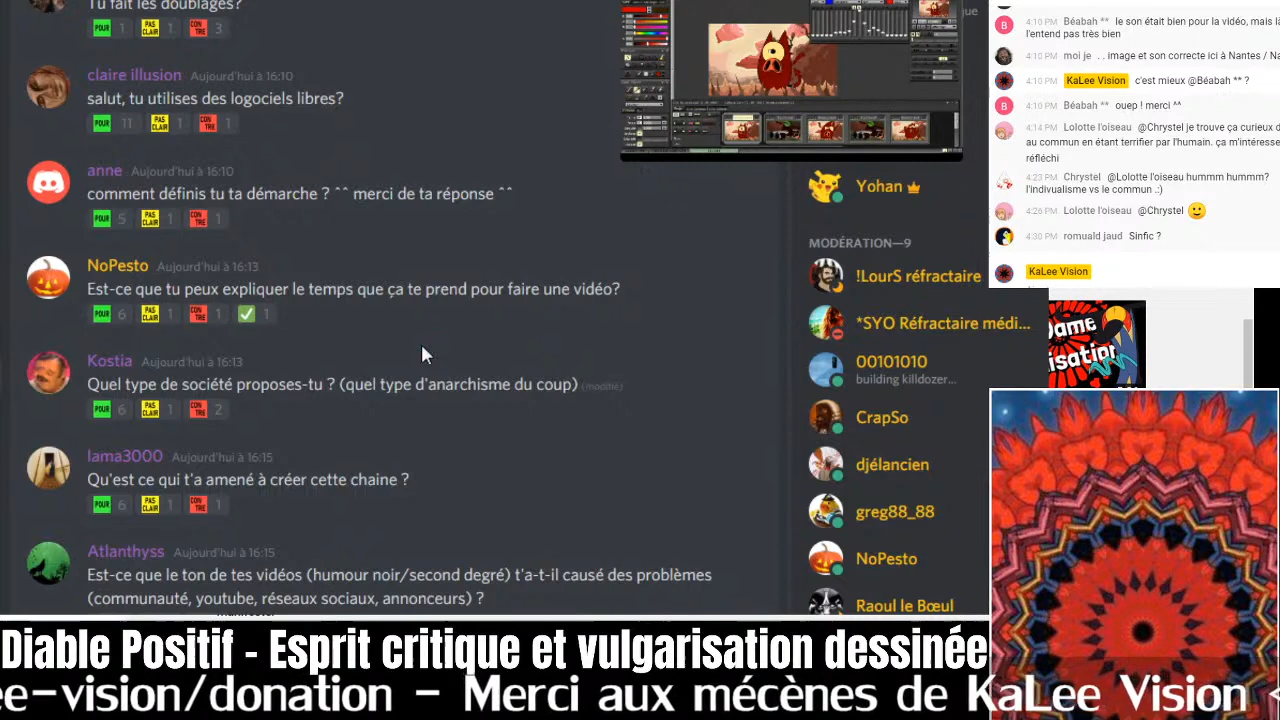 Tu fait les doublages?
POUR PAS CLAIR 1 CON TRE 3
claire illusion Aujourd'hui à 16:10
salut, tu utilises des logociels libres?
POUR 1 PAS CLAIR 1 CON TRE 1
anne Aujourd'hui à 16:10
comment définis tu ta démarche ? ^^ merci de ta réponse ^^
POUR 5 PAS CLAIR 1 CON TRE 1
NoPesto Aujourd'hui à 16:13
Est-ce que tu peux expliquer le temps que ça te prend pour faire une vidéo?
POUR 6 PAS CLAIR 1 CON TRE 1 1
Kostia Aujourd'hui à 16:13
Quel type de société proposes-tu ? (quel type d'anarchisme du coup) (modifié)
POUR 6 PAS CLAIR 1 CON TRE 2
lama3000 Aujourd'hui à 16:15
Qu'est ce qui t'a amené à créer cette chaine ?
POUR 6 PAS CLAIR 1 CON TRE 1
Atlanthyss Aujourd'hui à 16:15
Est-ce que le ton de tes vidéos (humour noir/second degré) t'a-t-il causé des problèmes
(communauté, youtube, réseaux sociaux, annonceurs) ?
Yohan
MODÉRATION—9
!LourS réfractaire
*SYO Réfractaire médi...
00101010
building killdozer...
CrapSo
djélancien
greg88_88
NoPesto
Raoul le Bœul
4:10 PM Béabah ** le son était bien pour la vidéo, mais
l'entend pas très bien
moi je . . image et son correcte ici à Nantes / Na
4:10 PM KaLee Vision c'est mieux @Béabah ** ?
4:10 PM Béabah ** ouep ! merci ^^
4:14 PM Lolotte l'oiseau @Chrystel je trouve ça curieux d
au commun en étant terrifier par l'humain. ça m'intéresse
réfléchi
4:23 PM Chrystel @Lolotte l'oiseau hummm hummm?
l'indivualisme vs le commun .:)
4:26 PM Lolotte l'oiseau @Chrystel
4:30 PM romuald jaud Sinfic ?
KaLee Vision
Dame
isation
Diable Positif - Esprit critique et vulgarisation dessinée
ee-vision/donation - Merci aux mécènes de KaLee Vision <